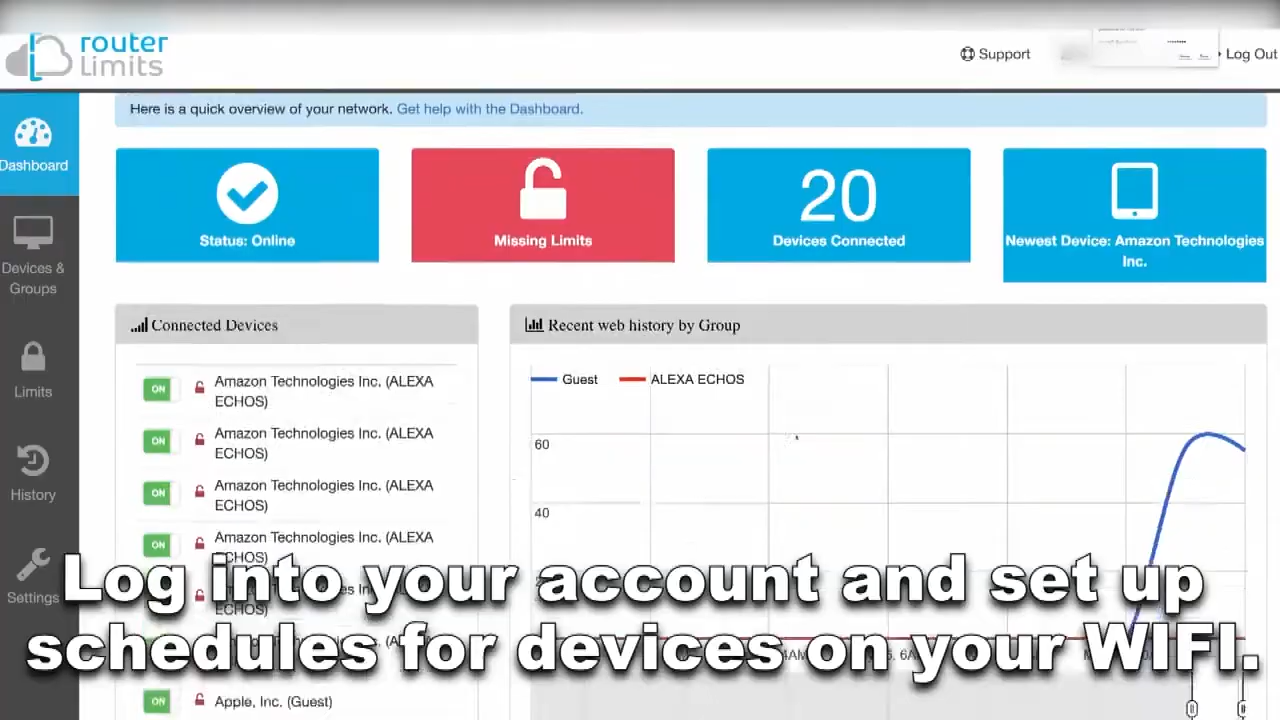 router
limits
Support
Log Out
Here is a quick overview of your network. Get help with the Dashboard.
Dashboard
Devices &
Groups
Limits
History
Settings
Status: Online
Missing Limits
20
Devices Connected
Newest Device: Amazon Technologies
Inc.
Connected Devices
ON
Amazon Technologies Inc. (ALEXA
ECHOS)
ON
Amazon Technologies Inc. (ALEXA
ECHOS)
ON
Amazon Technologies Inc. (ALEXA
ECHOS)
ON
Amazon Technologies Inc. (ALEXA
ECHOS)
ECHOS)
ON
Apple, Inc. (Guest)
Recent web history by Group
Guest
ALEXA ECHOS
60
40
Log into your account and set up
schedules for devices on your WIFI.